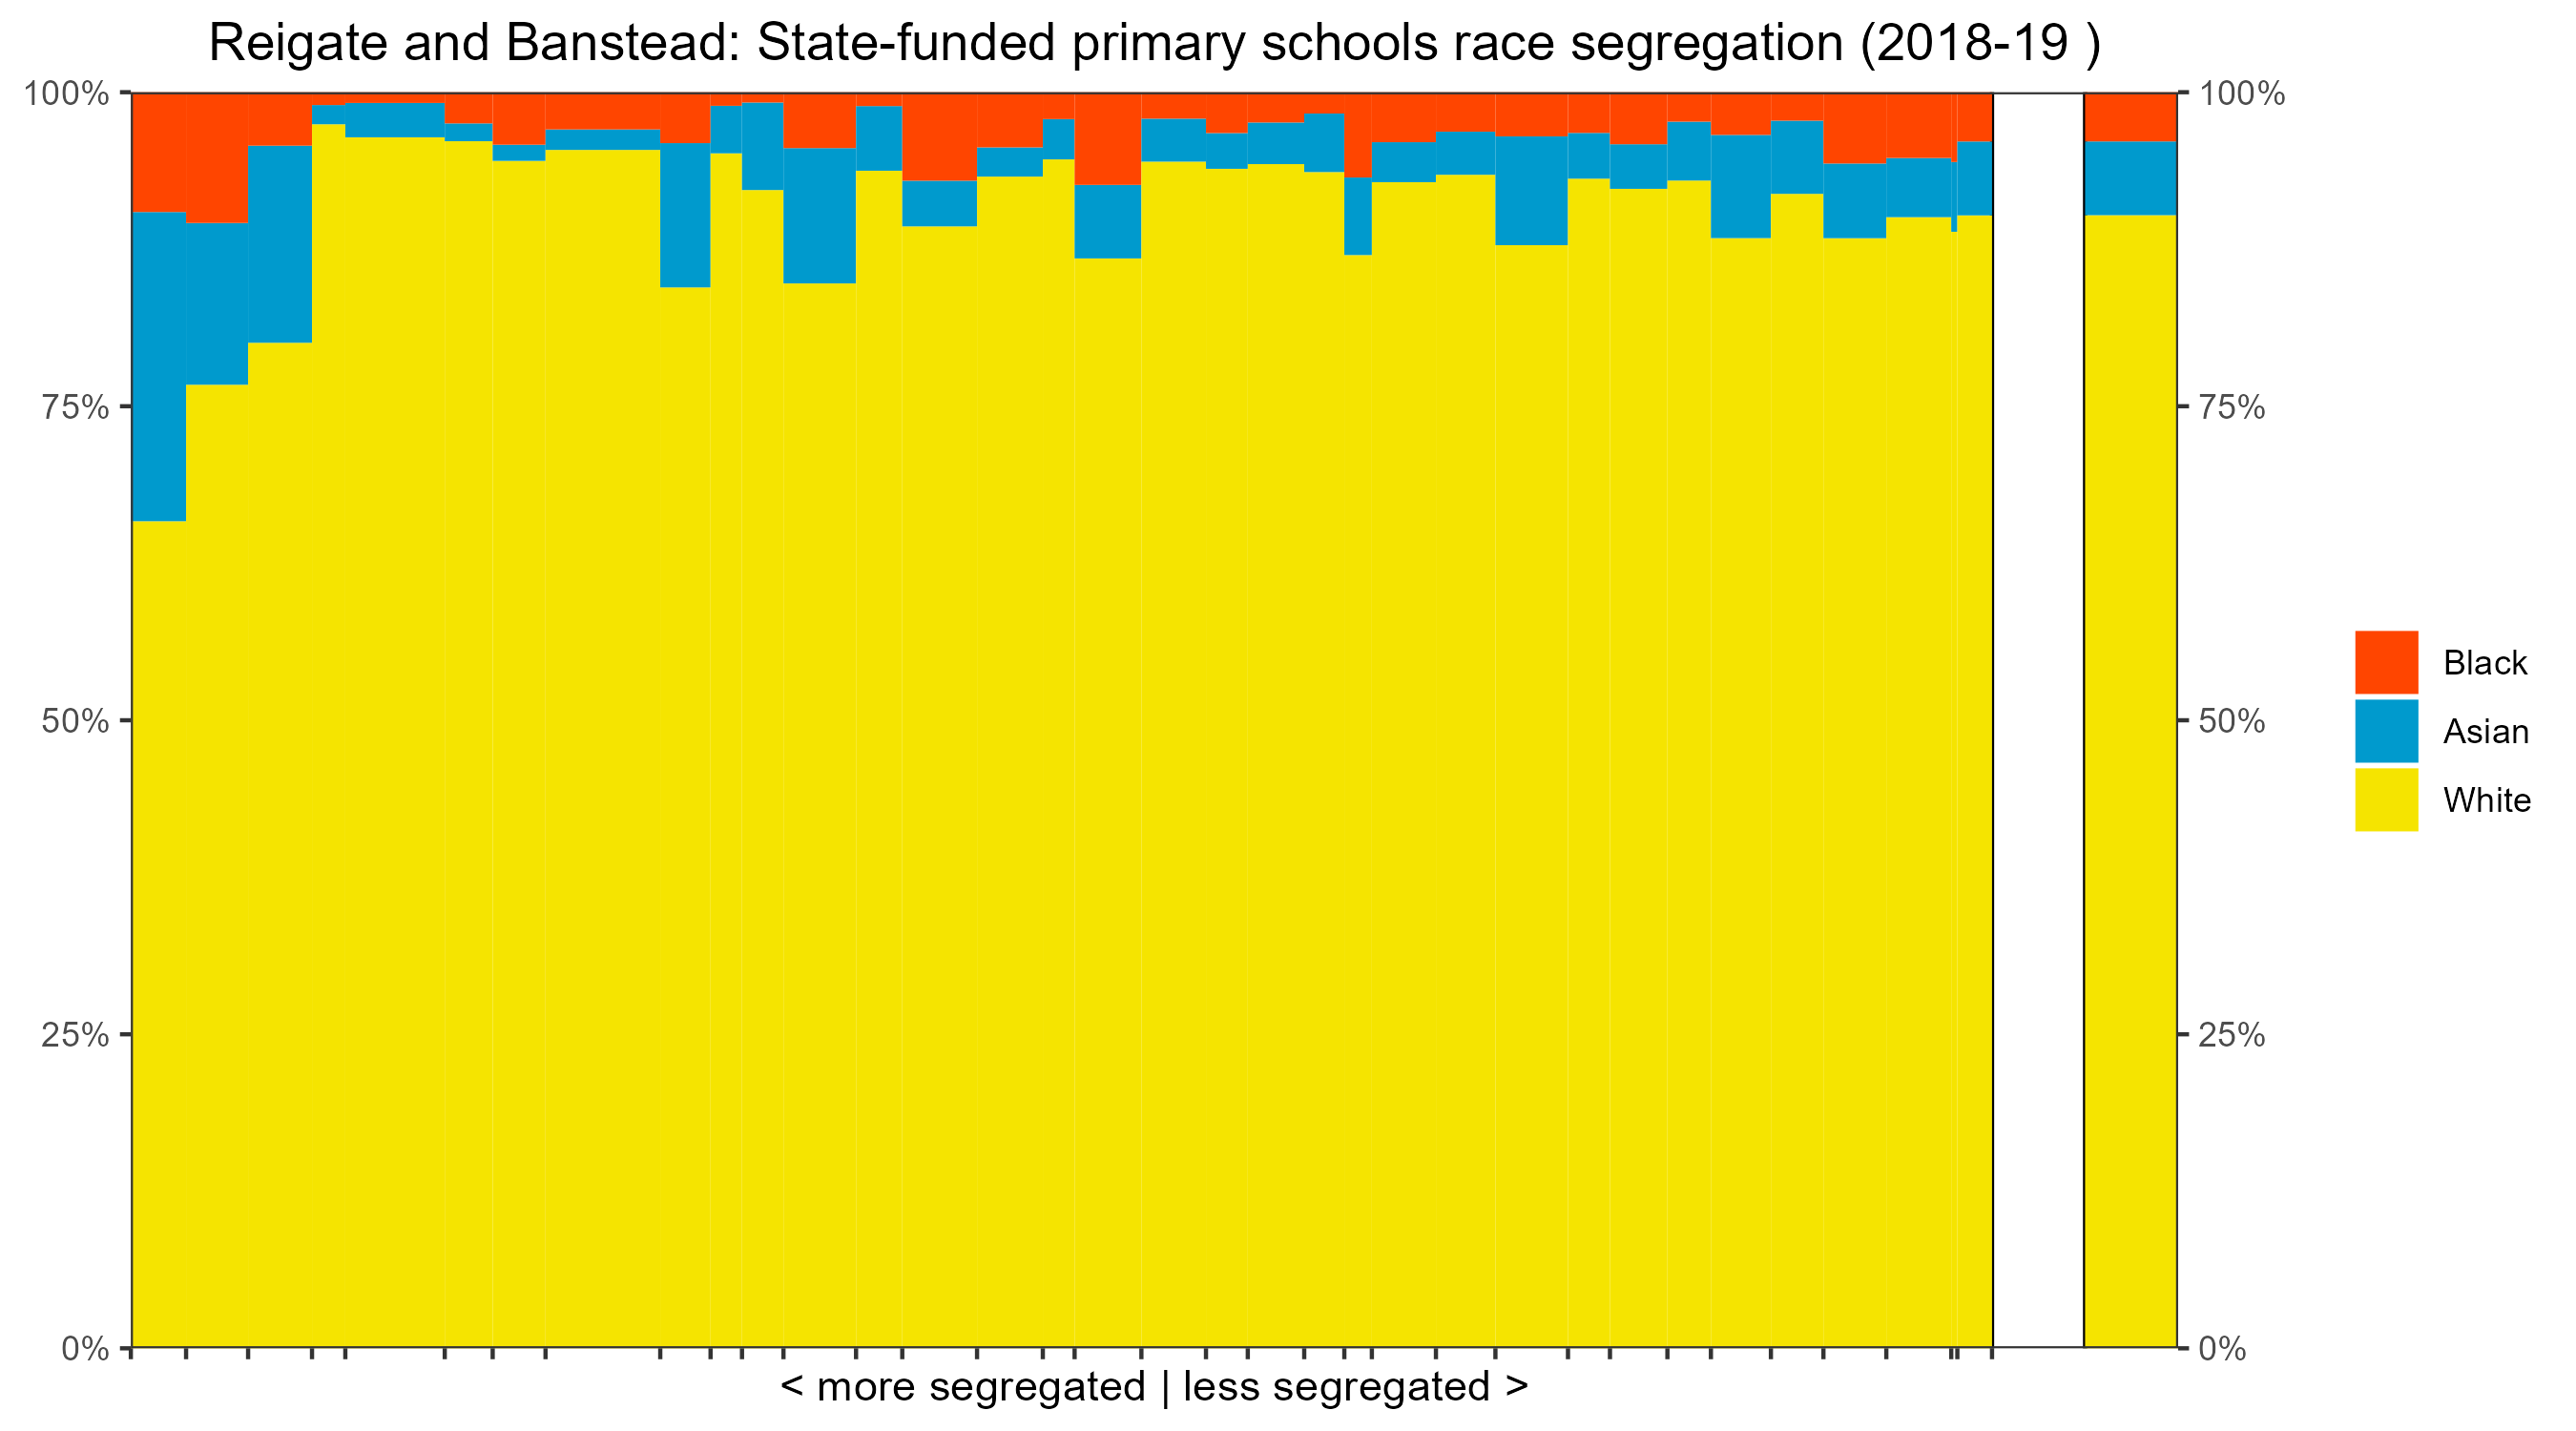 Reigate and Banstead: State-funded primary schools race segregation (2018-19 )
100%
100%
75%
75%
50%
50%
25%
25%
0%
0%
Black
Asian
White
< more segregated | less segregated >